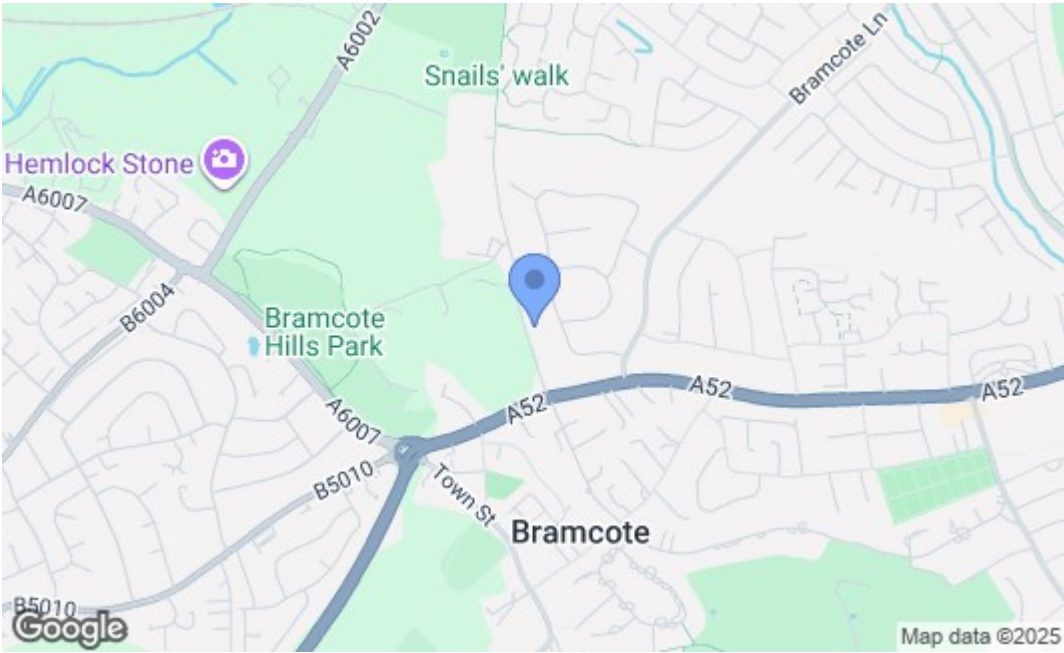 A6002
Snails' walk
Bramcote Ln
Hemlock Stone
A6007
B6004
Bramcote
Hills Park
A52
A52
A52
A6007
B5010
Town St
Bramcote
B5010
Google
Map data ©2025